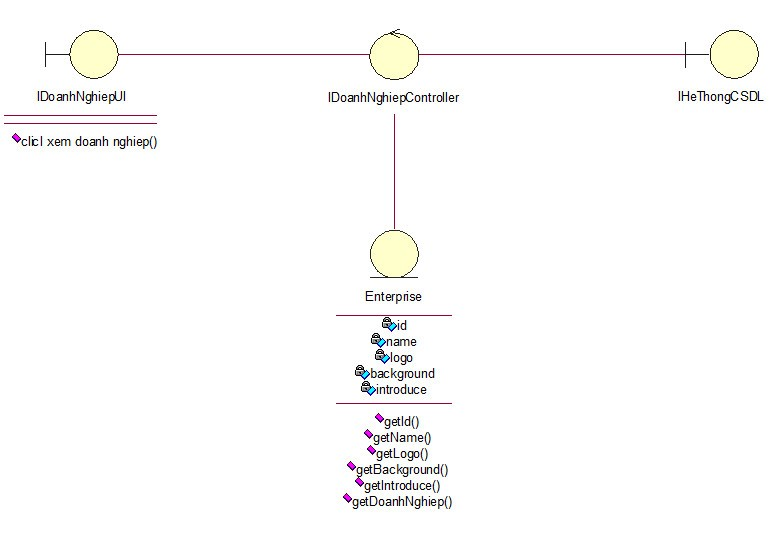 IDoanhNghiepUI
IDoanhNghiepController
IHeThongCSDL
clicl xem doanh nghiep()
Enterprise
id
name
logo
background
introduce
getId()
getName()
getLogo()
getBackground()
getIntroduce()
getDoanhNghiep()